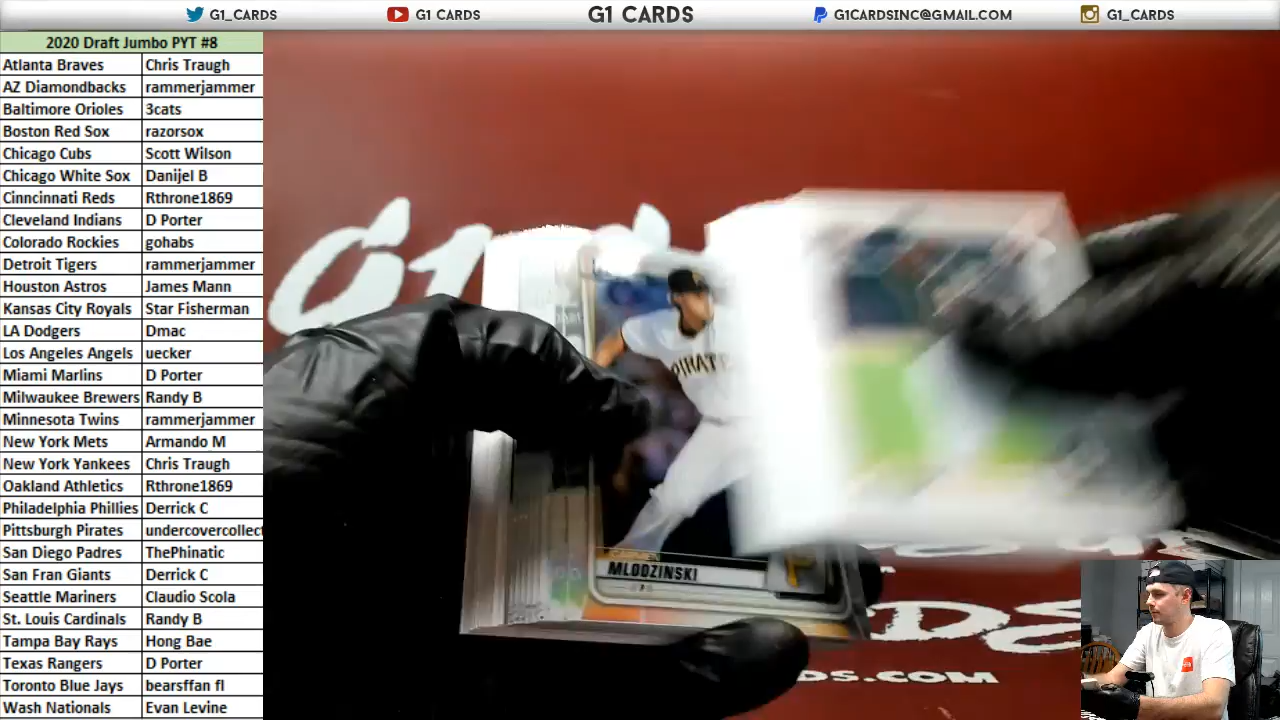 G1_CARDS
G1 CARDS
G1 CARDS
G1CARDSINC@GMAIL.COM
G1_CARDS
2020 Draft Jumbo PYT #8
Atlanta Braves Chris Traugh
AZ Diamondbacks rammerjammer
Baltimore Orioles 3cats
Boston Red Sox razorsox
Chicago Cubs Scott Wilson
Chicago White Sox Danijel B
Cinncinnati Reds Rthrone1869
Cleveland Indians D Porter
Colorado Rockies gohabs
Detroit Tigers rammerjammer
Houston Astros James Mann
Kansas City Royals Star Fisherman
LA Dodgers Dmac
Los Angeles Angels uecker
Miami Marlins D Porter
Milwaukee Brewers Randy B
Minnesota Twins rammerjammer
New York Mets Armando M
New York Yankees Chris Traugh
Oakland Athletics Rthrone1869
Philadelphia Phillies Derrick C
Pittsburgh Pirates undercovercollect
San Diego Padres ThePhinatic
San Fran Giants Derrick C
Seattle Mariners Claudio Scola
St. Louis Cardinals Randy B
Tampa Bay Rays Hong Bae
Texas Rangers D Porter
Toronto Blue Jays bearsffan fl
Wash Nationals Evan Levine
G1
PIRATE
MLODZINSKI
P
RDS
DS.COM